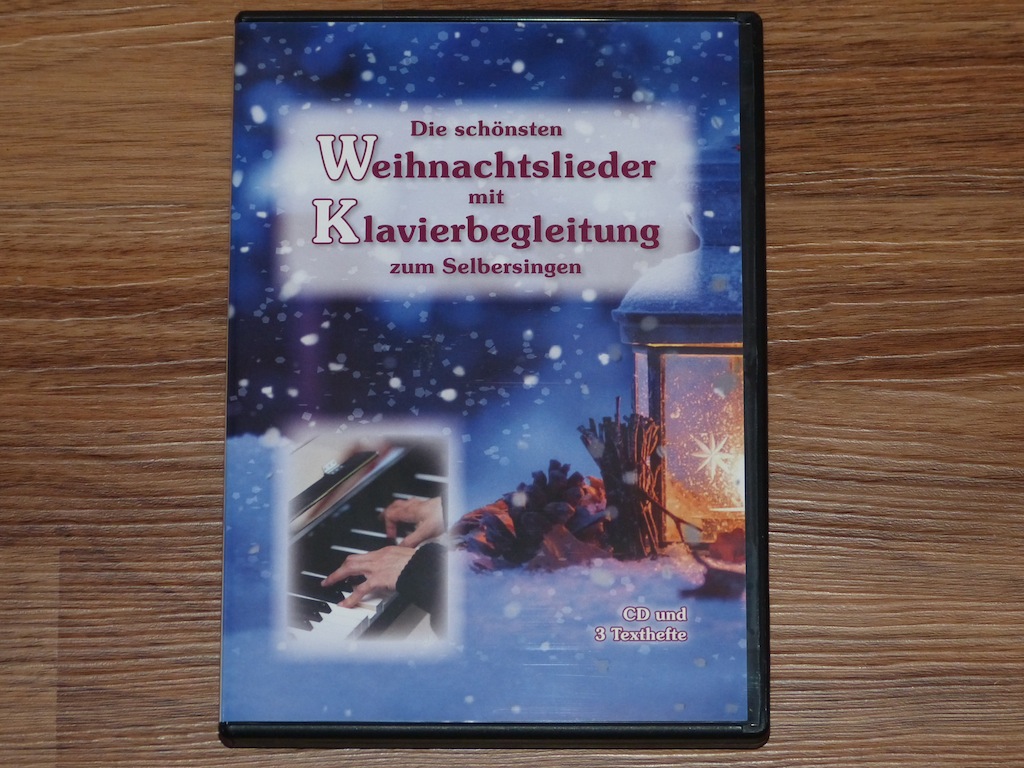 Die schönsten
Weihnachtslieder
mit
Klavierbegleitung
zum Selbersingen
CD und
3 Texthefte